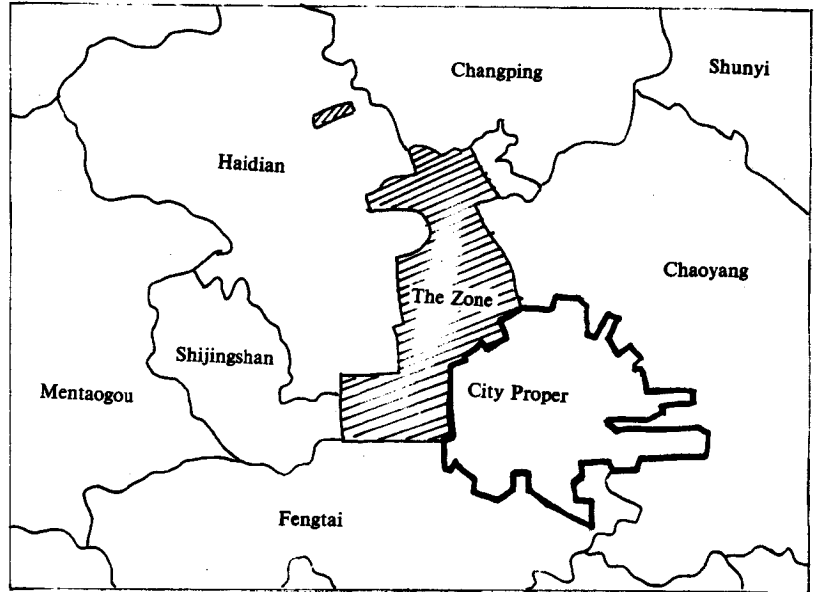 Changping
Shunyi
Haidian
Chaoyang
The Zone
Shijingshan
Mentaogou
City Proper
Fengtai